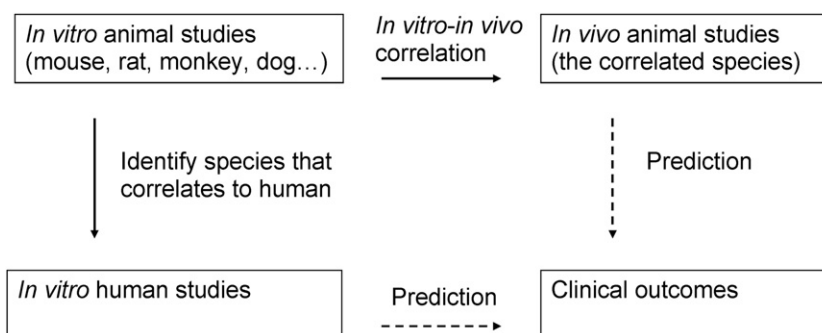 In vitro animal studies
(mouse, rat, monkey, dog…)
In vitro-in vivo
correlation
In vivo animal studies
(the correlated species)
Identify species that
correlates to human
Prediction
In vitro human studies
Prediction
Clinical outcomes